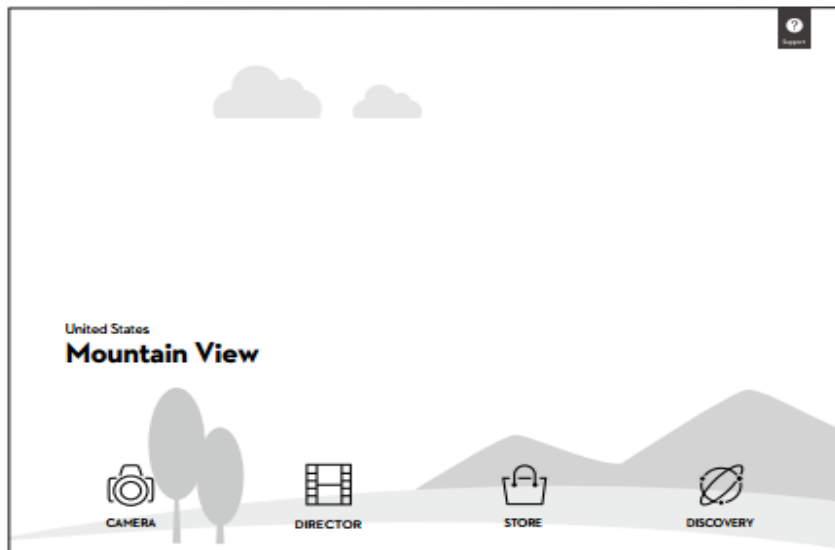 ?
Support
United States
Mountain View
CAMERA
DIRECTOR
STORE
DISCOVERY